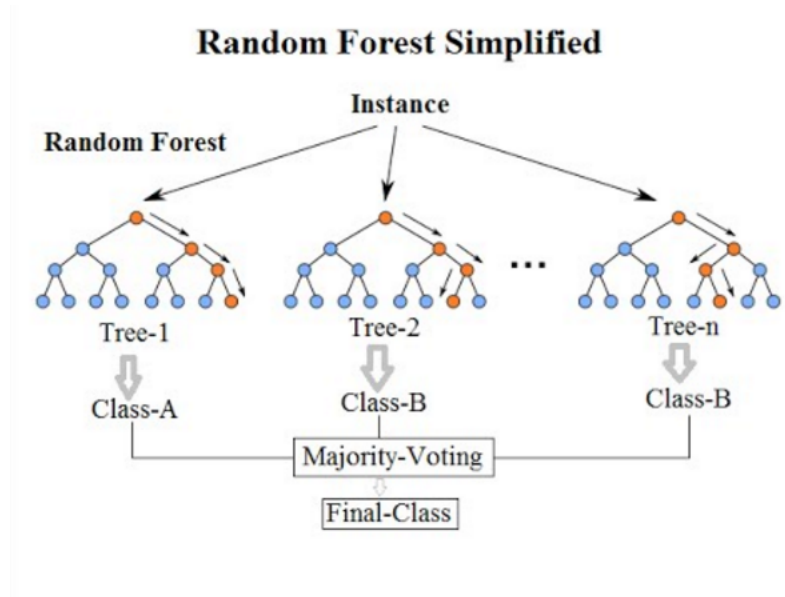 Random Forest Simplified
Instance
Random Forest
...
Tree-1
Tree-2
Tree-n
Class-A
Class-B
Class-B
Majority-Voting
Final-Class